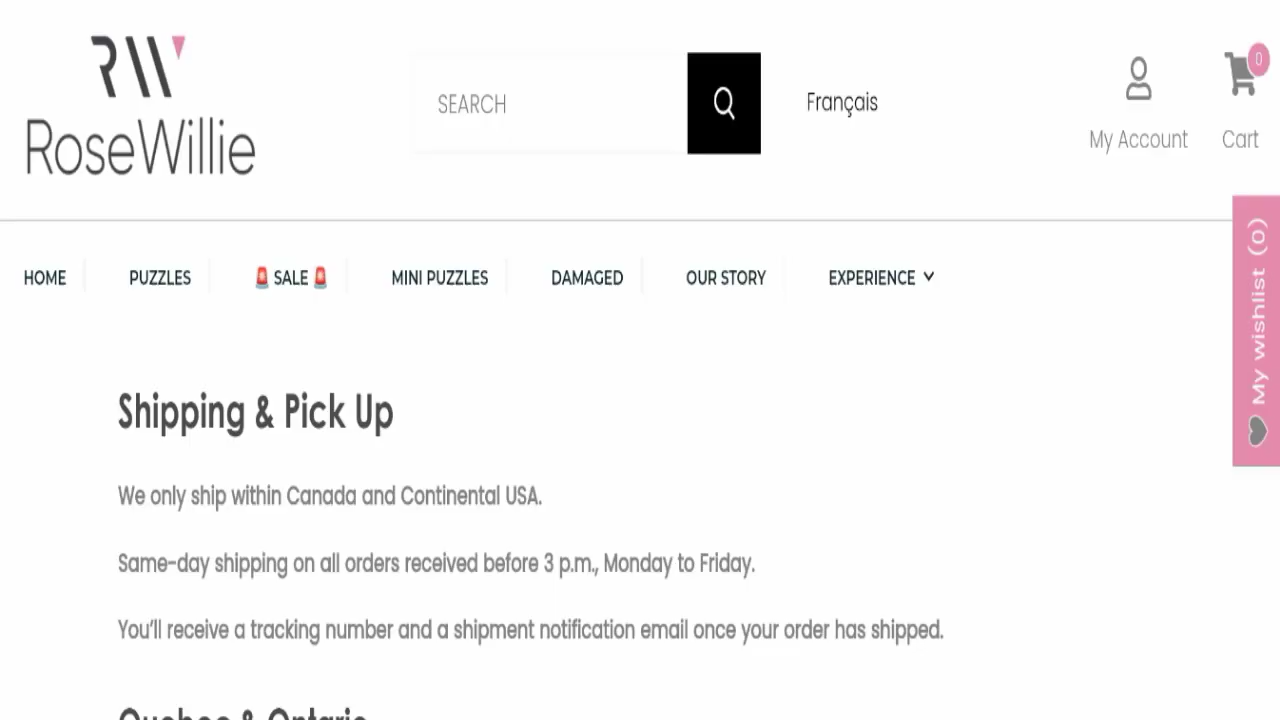 RW
RoseWillie
SEARCH
Français
0
My Account
Cart
My wishlist (0)
HOME
PUZZLES
🚨 SALE 🚨
MINI PUZZLES
DAMAGED
OUR STORY
EXPERIENCE
Shipping & Pick Up
We only ship within Canada and Continental USA.
Same-day shipping on all orders received before 3 p.m., Monday to Friday.
You’ll receive a tracking number and a shipment notification email once your order has shipped.
Quebec & Ontario